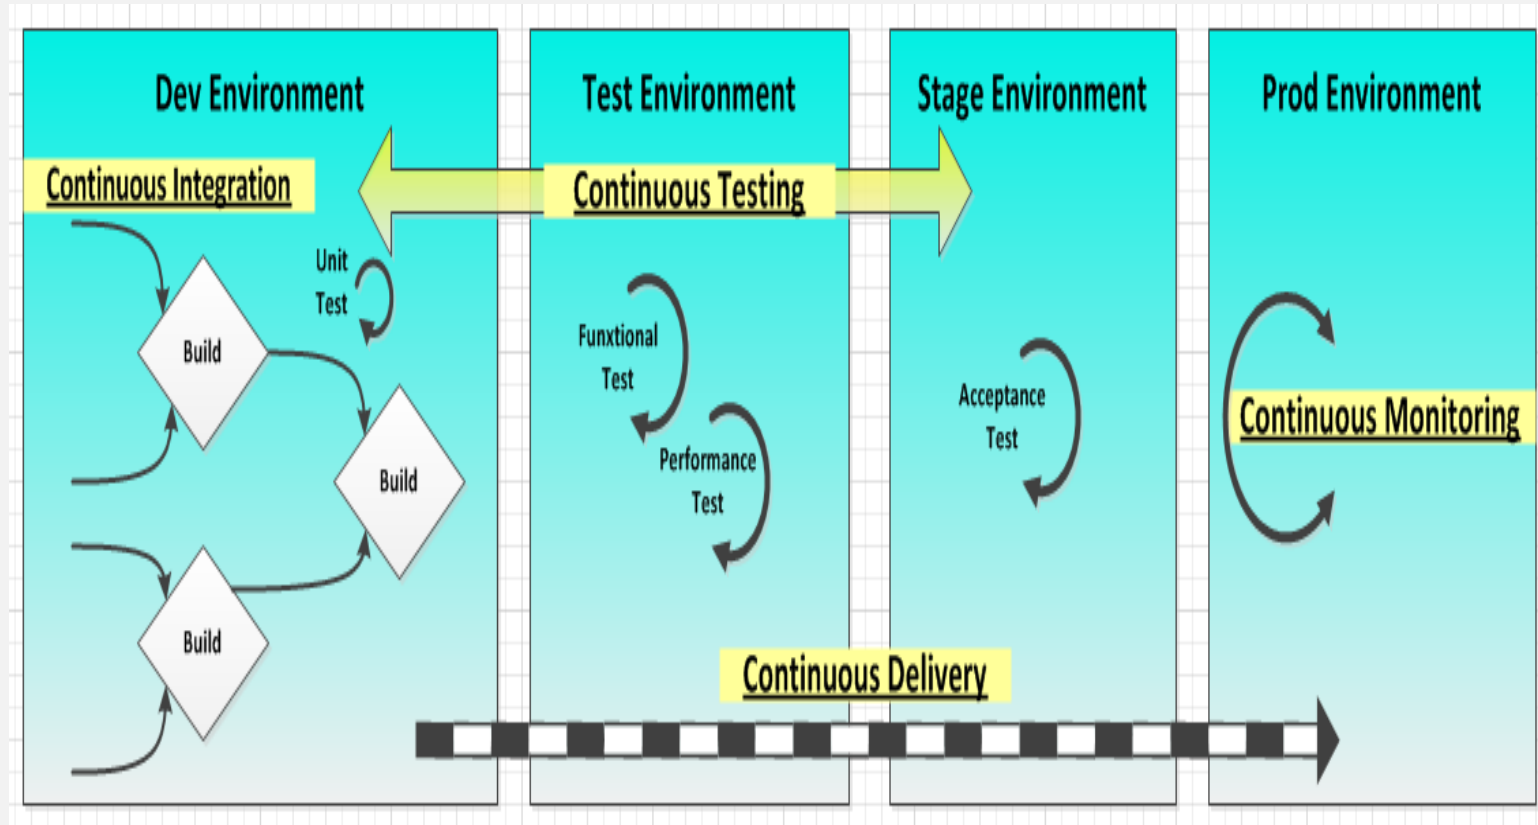 Dev Environment
Continuous Integration
Unit
Test
Build
Build
Build
Test Environment
Continuous Testing
Funxtional
Test
Performance
Test
Stage Environment
Acceptance
Test
Continuous Delivery
Prod Environment
Continuous Monitoring